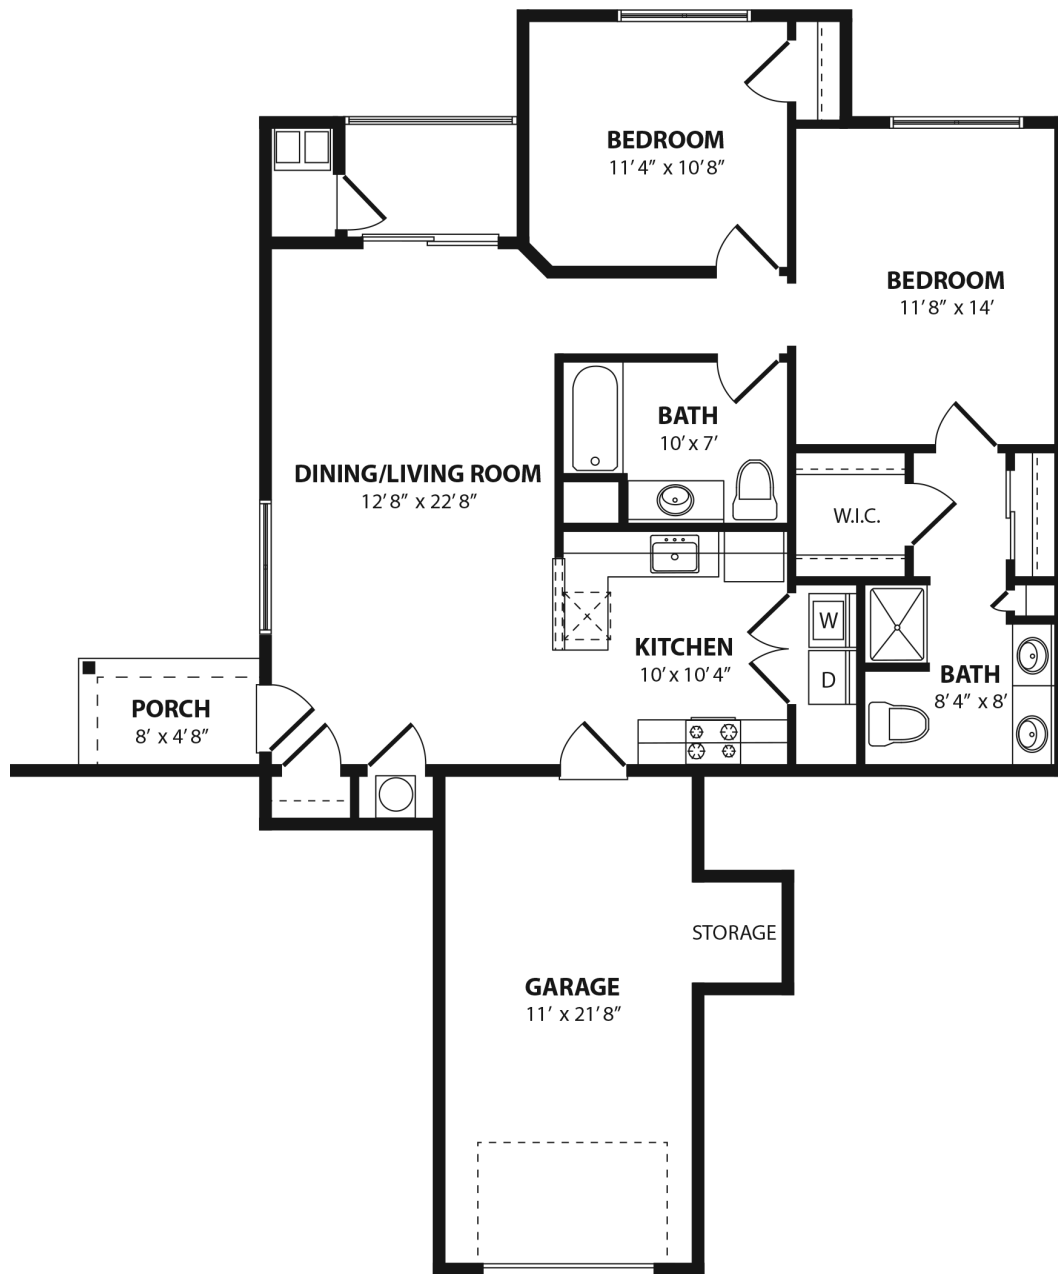 BEDROOM
11’ 4” x 10’ 8”
BEDROOM
11’ 8” x 14’
BATH
10’ x 7’
DINING/LIVING ROOM
12’ 8” x 22’ 8”
W.I.C.
W
KITCHEN
10’ x 10’ 4”
D
BATH
8’ 4” x 8’
PORCH
8’ x 4’ 8”
STORAGE
GARAGE
11’ x 21’ 8”